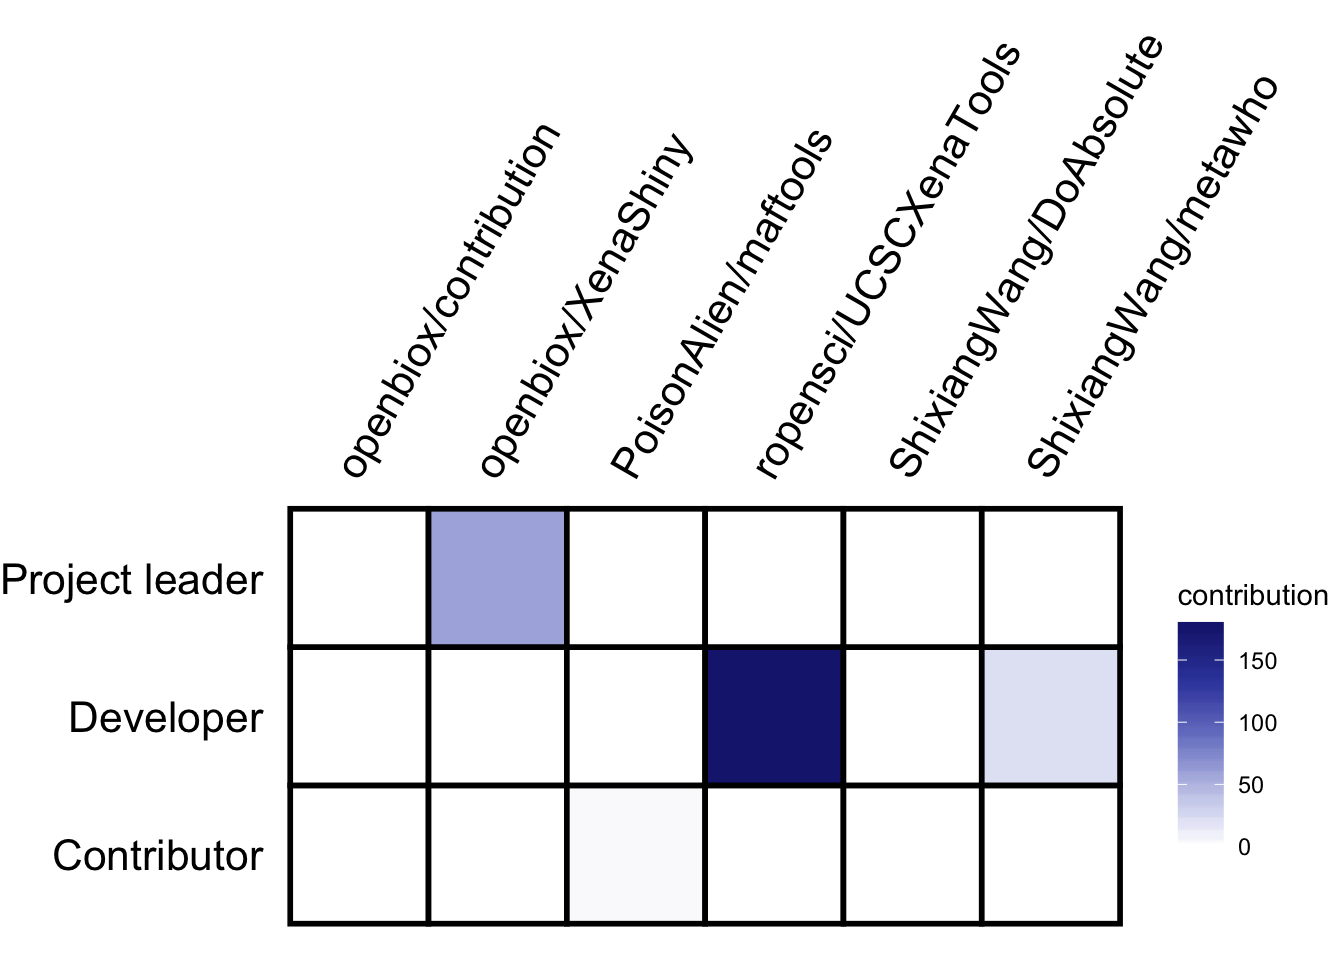 openbiox/contribution
openbiox/XenaShiny
PoisonAlien/maftools
ropensci/UCSCXenaTools
ShixiangWang/DoAbsolute
ShixiangWang/metawho
Project leader
Developer
Contributor
contribution
150
100
50
0